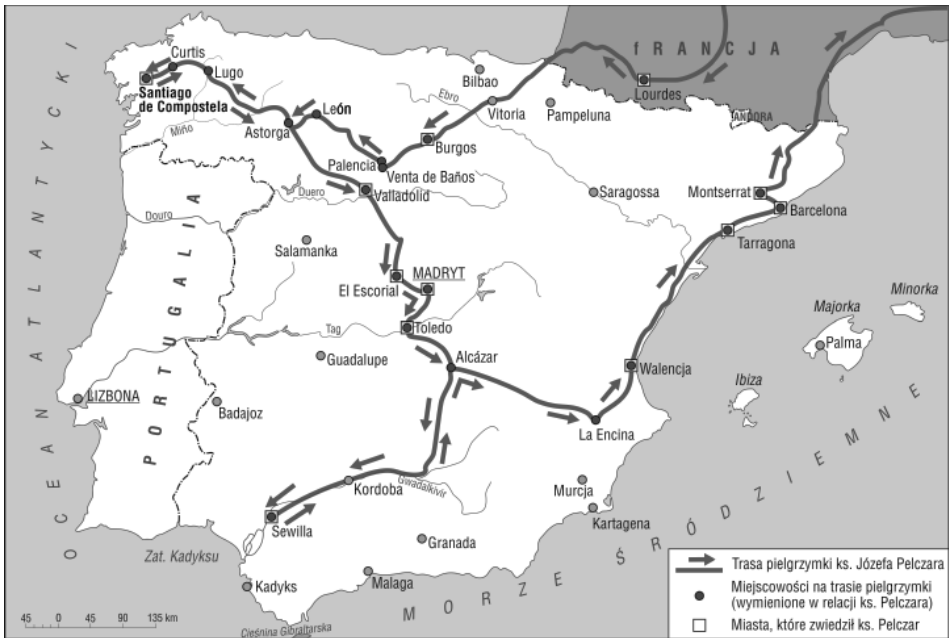 OCEAN ATLANTYCKI
fRANCJA
Curtis
Lugo
Santiago
de Compostela
León
Astorga
Miño
Bilbao
Ebro
Vitoria
Pampeluna
Lourdes
ANDORA
Burgos
Palencia
Venta de Baños
Valladolid
Duero
Douro
Saragossa
Montserrat
Barcelona
Tarragona
Salamanka
PORTUGALIA
El Escorial
MADRYT
Toledo
Tag
Guadalupe
Alcázar
Walencja
Minorka
Majorka
Palma
Ibiza
LIZBONA
Badajoz
La Encina
Kordoba
Gwadalkivir
Murcja
Kartagena
Sewilla
Granada
Zat. Kadyksu
Kadyks
Malaga
MORZE ŚRÓDZIEMNE
Cieśnina Gibraltarska
45 0 45 90 135 km
Trasa pielgrzymki ks. Józefa Pelczara
Miejscowości na trasie pielgrzymki
(wymienione w relacji ks. Pelczara)
Miasta, które zwiedził ks. Pelczar